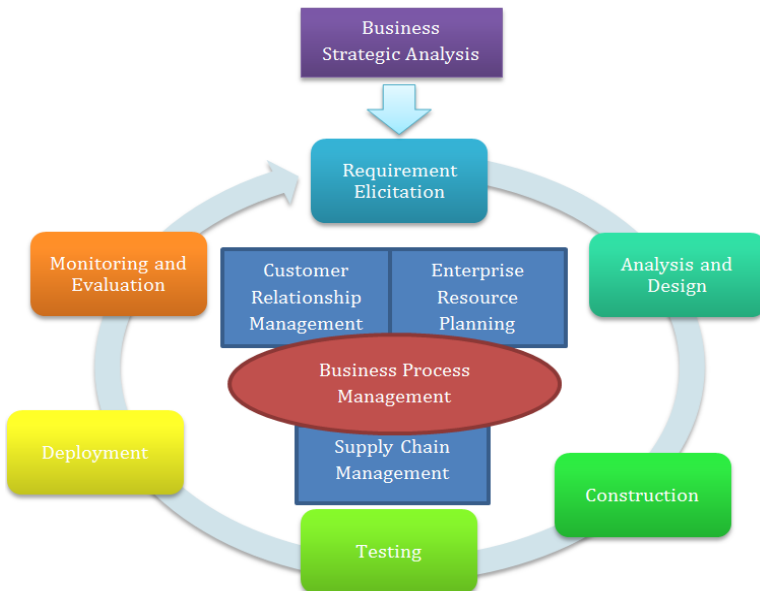 Business
Strategic Analysis
Requirement
Elicitation
Monitoring and
Evaluation
Customer
Relationship
Management
Enterprise
Resource
Planning
Analysis and
Design
Business Process
Management
Deployment
Supply Chain
Management
Construction
Testing